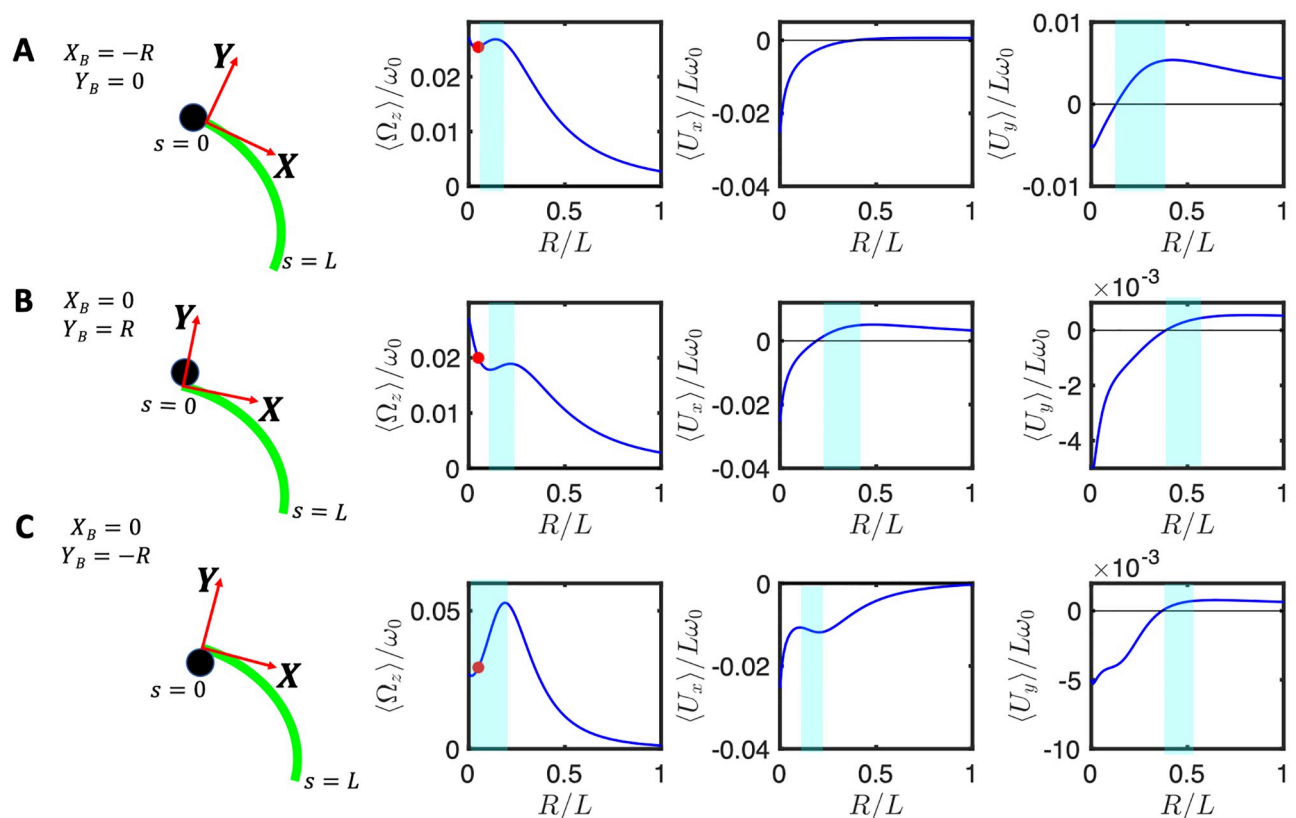 A
X_B = −R
Y_B = 0
Y
X
s = 0
s = L
⟨Ω_z⟩/ω_0
0.02
0.01
0
0 0.5 1
R/L
⟨U_x⟩/Lω_0
0
-0.02
-0.04
0 0.5 1
R/L
⟨U_y⟩/Lω_0
0.01
0
-0.01
0 0.5 1
R/L
B
X_B = 0
Y_B = R
Y
X
s = 0
s = L
⟨Ω_z⟩/ω_0
0.02
0.01
0
0 0.5 1
R/L
⟨U_x⟩/Lω_0
0
-0.02
-0.04
0 0.5 1
R/L
×10^-3
⟨U_y⟩/Lω_0
0
-2
-4
0 0.5 1
R/L
C
X_B = 0
Y_B = −R
Y
X
s = 0
s = L
⟨Ω_z⟩/ω_0
0.05
0
0 0.5 1
R/L
⟨U_x⟩/Lω_0
0
-0.02
-0.04
0 0.5 1
R/L
×10^-3
⟨U_y⟩/Lω_0
0
-5
-10
0 0.5 1
R/L